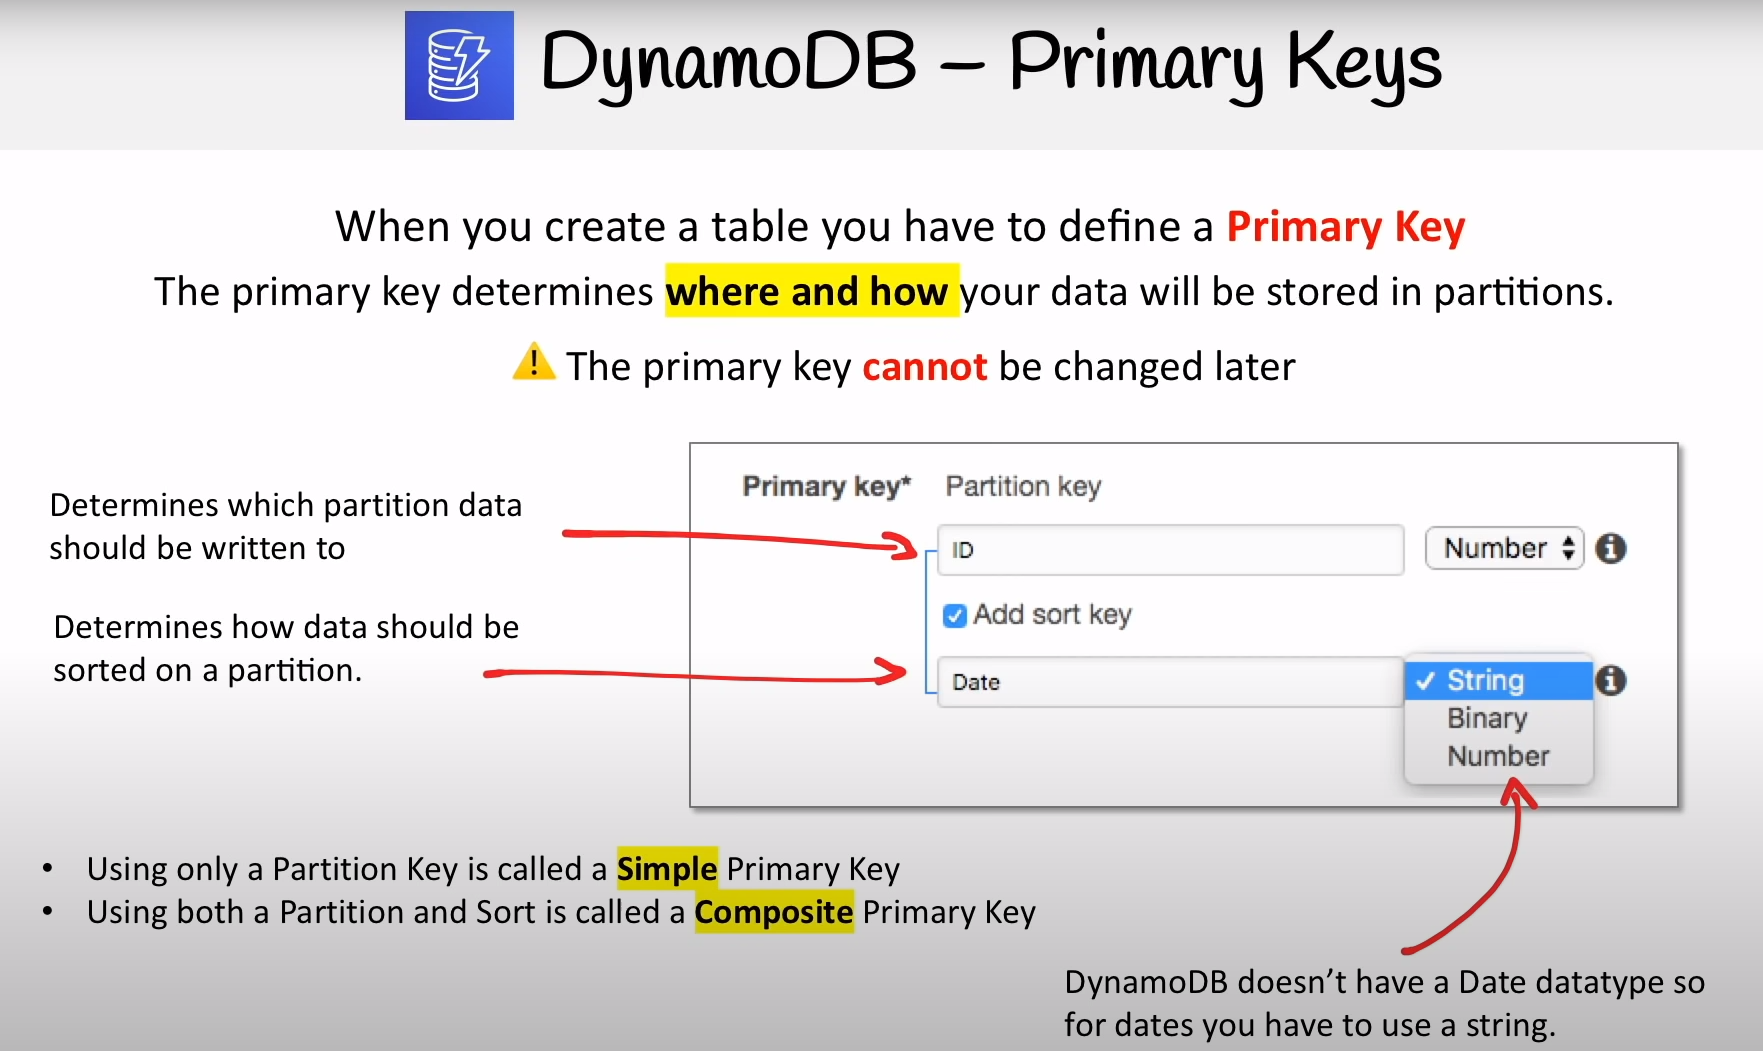 DynamoDB – Primary Keys
When you create a table you have to define a Primary Key
The primary key determines where and how your data will be stored in partitions.
The primary key cannot be changed later
Determines which partition data
should be written to
Determines how data should be
sorted on a partition.
Primary key* Partition key
ID Number
Add sort key
Date String
Binary
Number
• Using only a Partition Key is called a Simple Primary Key
• Using both a Partition and Sort is called a Composite Primary Key
DynamoDB doesn’t have a Date datatype so
for dates you have to use a string.